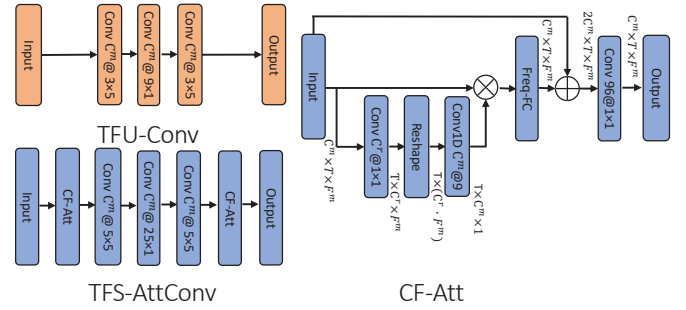 Input
Conv C^m@ 3×5
Conv C^m@ 9×1
Conv C^m@ 3×5
Output
TFU-Conv
Input
CF-Att
Conv C^m@ 5×5
Conv C^m@ 25×1
Conv C^m@ 5×5
CF-Att
Output
TFS-AttConv
Input
C^m×T×F^m
Conv C^r@1×1
T×C^r×F^m
Reshape
T×(C^r · F^m)
Conv1D C^m@9
T×C^m×1
Freq-FC
C^m×T×F^m
2C^m×T×F^m
Conv 96@1×1
C^m×T×F^m
Output
CF-Att